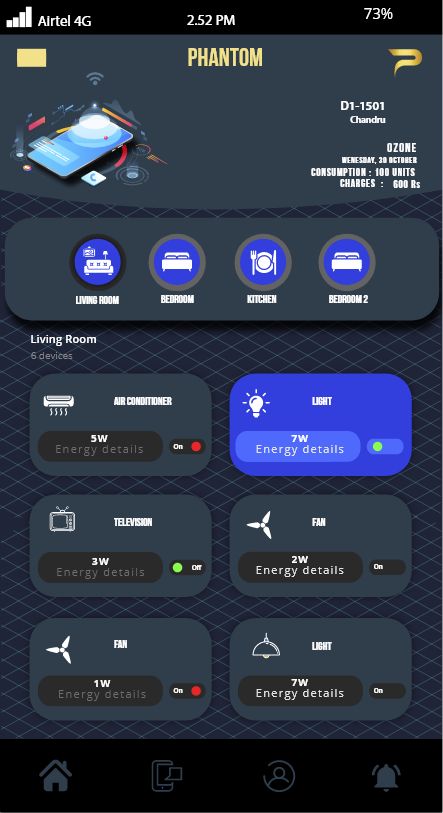 Airtel 4G 2.52 PM 73%
PHANTOM
D1-1501
Chandru
OZONE
WENESDAY, 30 OCTOBER
CONSUMPTION : 100 UNITS
CHARGES : 600 Rs
LIVING ROOM BEDROOM KITCHEN BEDROOM 2
Living Room
6 devices
AIR CONDITIONER
5W
Energy details
On
LIGHT
7W
Energy details
TELEVISION
3W
Energy details
Off
FAN
2W
Energy details
On
FAN
1W
Energy details
On
LIGHT
7W
Energy details
On